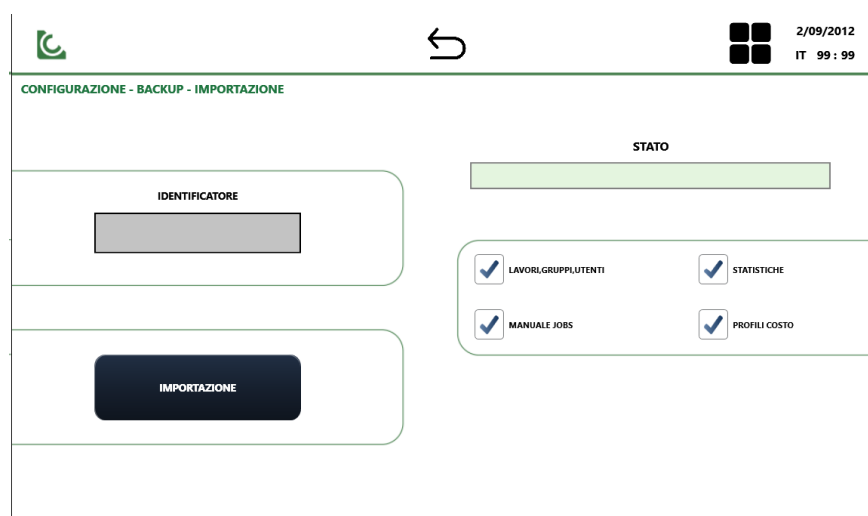 2/09/2012
IT 99 : 99
CONFIGURAZIONE - BACKUP - IMPORTAZIONE
STATO
IDENTIFICATORE
LAVORI,GRUPPI,UTENTI
STATISTICHE
MANUALE JOBS
PROFILI COSTO
IMPORTAZIONE